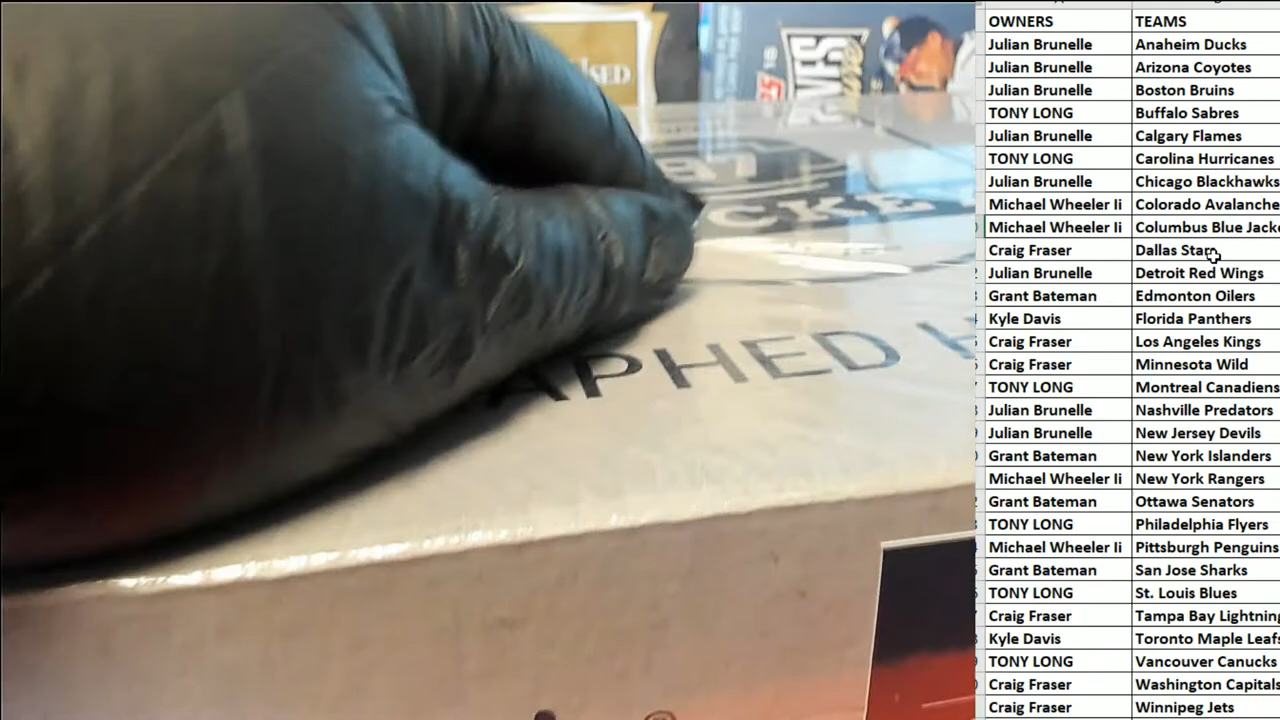 OWNERS TEAMS
Julian Brunelle Anaheim Ducks
Julian Brunelle Arizona Coyotes
Julian Brunelle Boston Bruins
TONY LONG Buffalo Sabres
Julian Brunelle Calgary Flames
TONY LONG Carolina Hurricanes
Julian Brunelle Chicago Blackhawks
Michael Wheeler Ii Colorado Avalanche
Michael Wheeler Ii Columbus Blue Jacke
Craig Fraser Dallas Stars
Julian Brunelle Detroit Red Wings
Grant Bateman Edmonton Oilers
Kyle Davis Florida Panthers
Craig Fraser Los Angeles Kings
Craig Fraser Minnesota Wild
TONY LONG Montreal Canadiens
Julian Brunelle Nashville Predators
Julian Brunelle New Jersey Devils
Grant Bateman New York Islanders
Michael Wheeler Ii New York Rangers
Grant Bateman Ottawa Senators
TONY LONG Philadelphia Flyers
Michael Wheeler Ii Pittsburgh Penguins
Grant Bateman San Jose Sharks
TONY LONG St. Louis Blues
Craig Fraser Tampa Bay Lightning
Kyle Davis Toronto Maple Leafs
TONY LONG Vancouver Canucks
Craig Fraser Washington Capitals
Craig Fraser Winnipeg Jets
APHED H
CKE